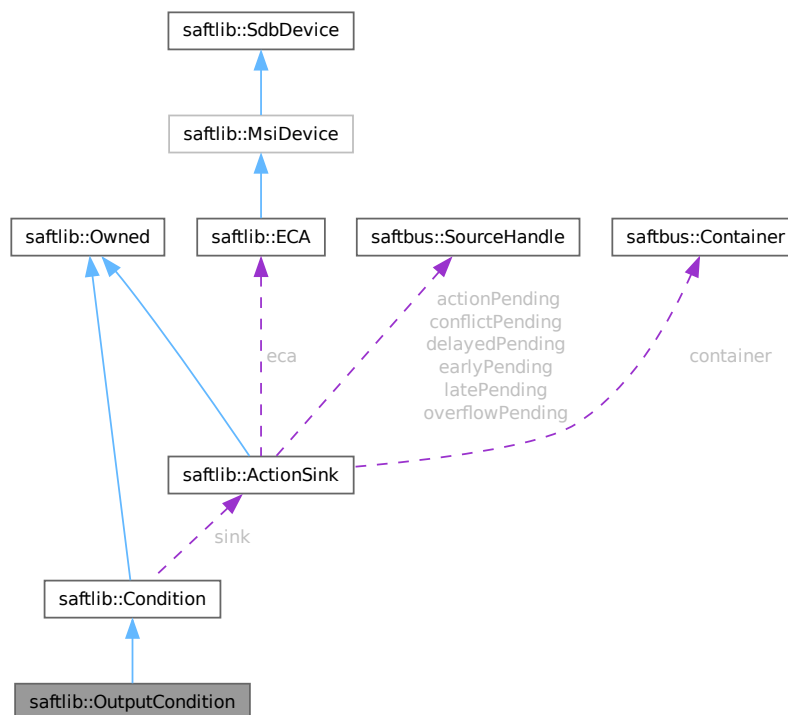 saftlib::SdbDevice
saftlib::MsiDevice
saftlib::Owned
saftlib::ECA
saftbus::SourceHandle
saftbus::Container
actionPending
conflictPending
delayedPending
earlyPending
latePending
overflowPending
eca
container
saftlib::ActionSink
sink
saftlib::Condition
saftlib::OutputCondition